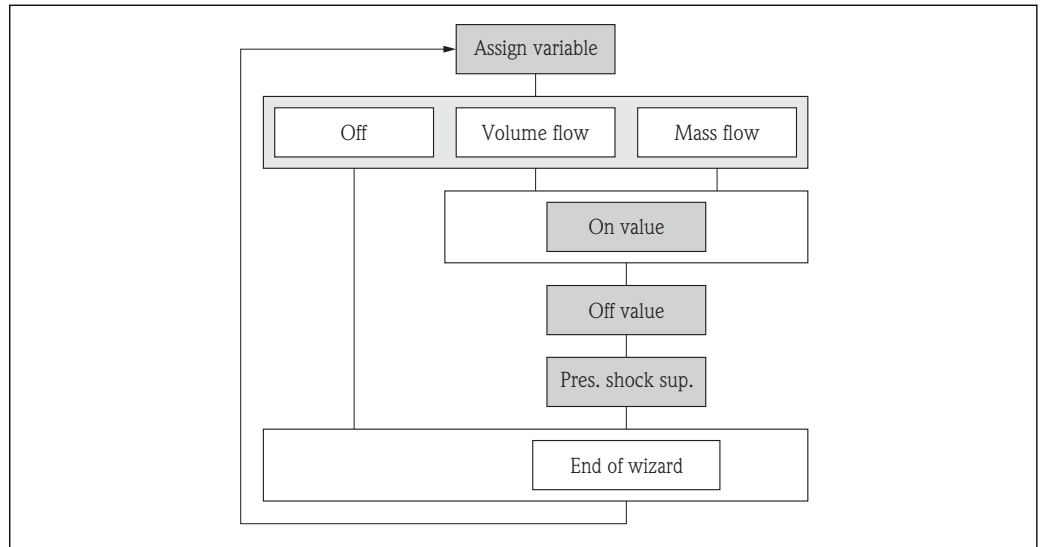 Assign variable
Off
Volume flow
Mass flow
On value
Off value
Pres. shock sup.
End of wizard